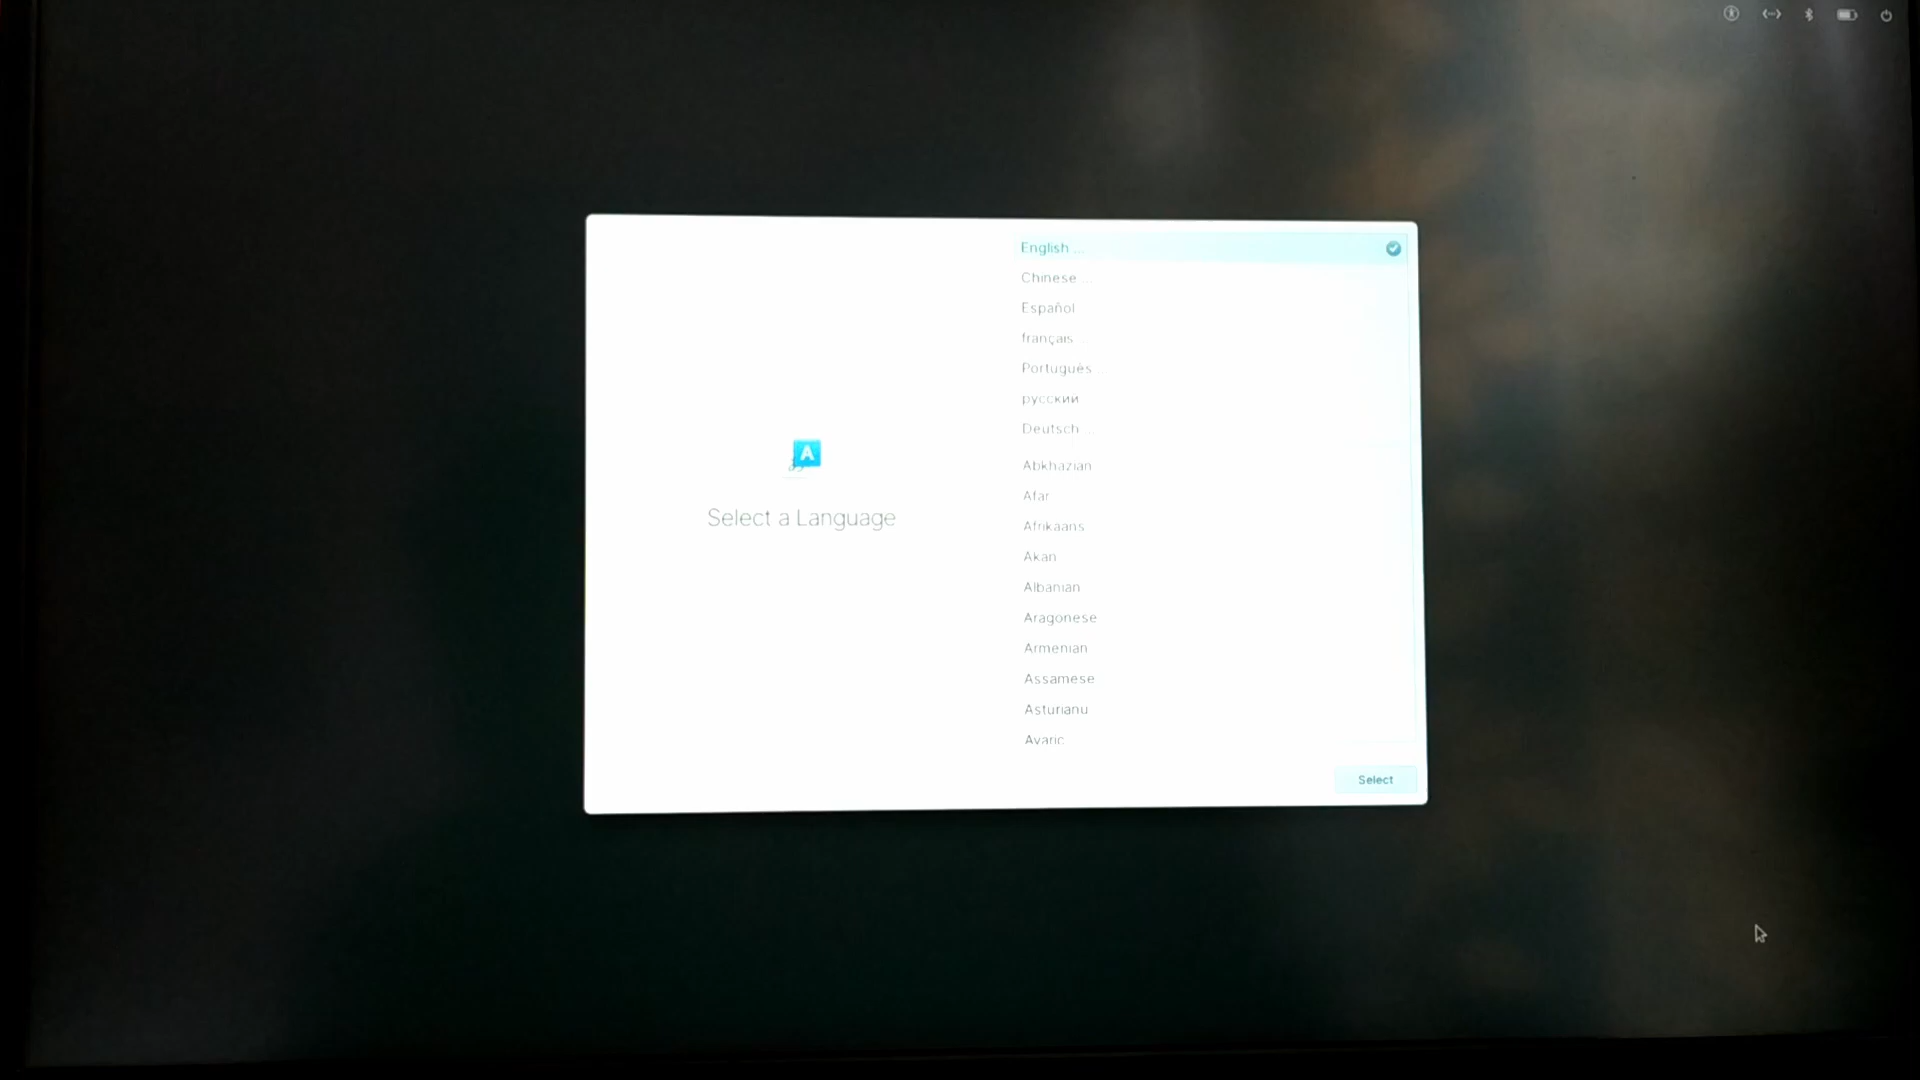 A
Select a Language
English ...
Chinese ...
Español
français ...
Português ...
русский
Deutsch ...
Abkhazian
Afar
Afrikaans
Akan
Albanian
Aragonese
Armenian
Assamese
Asturianu
Avaric
Select